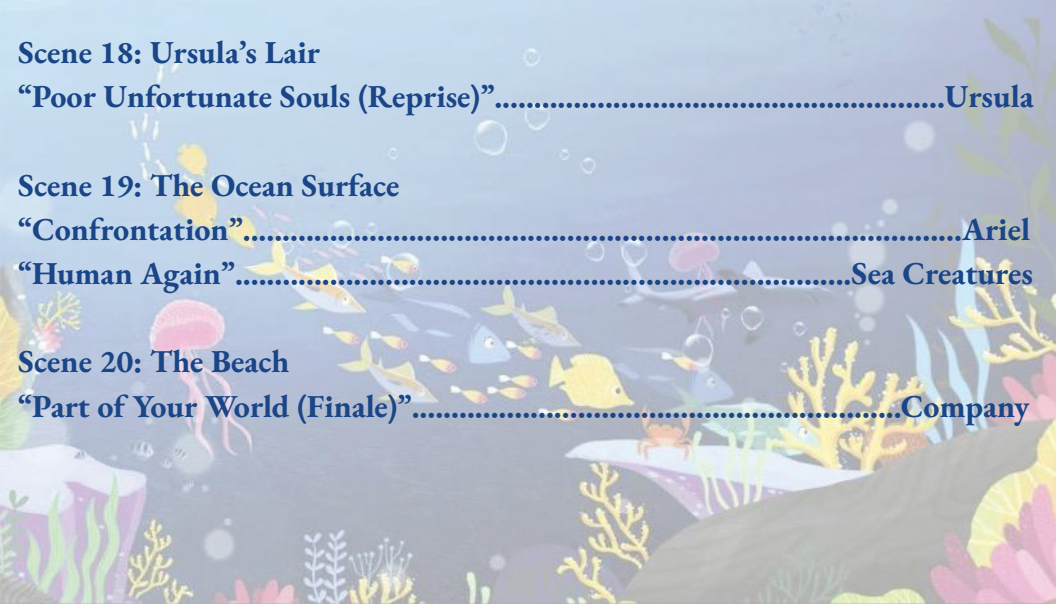 Scene 18: Ursula’s Lair
“Poor Unfortunate Souls (Reprise)”..........................................................Ursula
Scene 19: The Ocean Surface
“Confrontation”.............................................................................................Ariel
“Human Again”................................................................................Sea Creatures
Scene 20: The Beach
“Part of Your World (Finale)”...............................................................Company